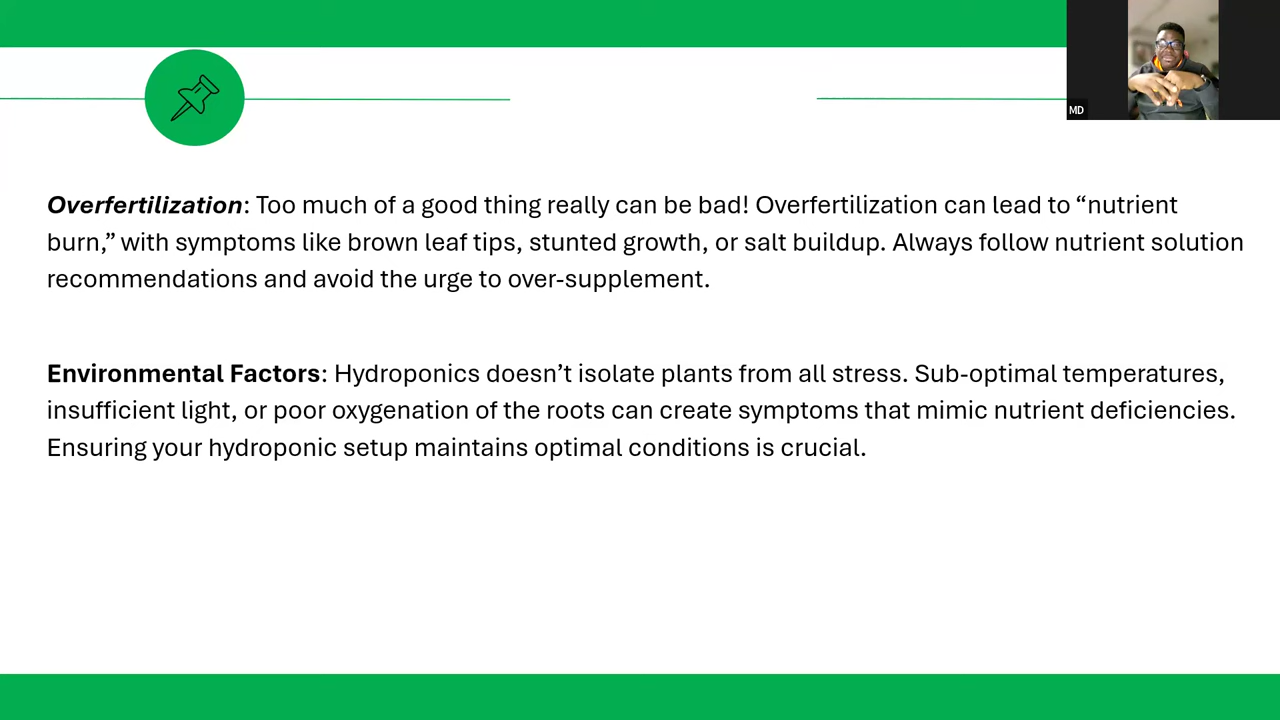 MD
Overfertilization: Too much of a good thing really can be bad! Overfertilization can lead to “nutrient
burn,” with symptoms like brown leaf tips, stunted growth, or salt buildup. Always follow nutrient solution
recommendations and avoid the urge to over-supplement.
Environmental Factors: Hydroponics doesn’t isolate plants from all stress. Sub-optimal temperatures,
insufficient light, or poor oxygenation of the roots can create symptoms that mimic nutrient deficiencies.
Ensuring your hydroponic setup maintains optimal conditions is crucial.